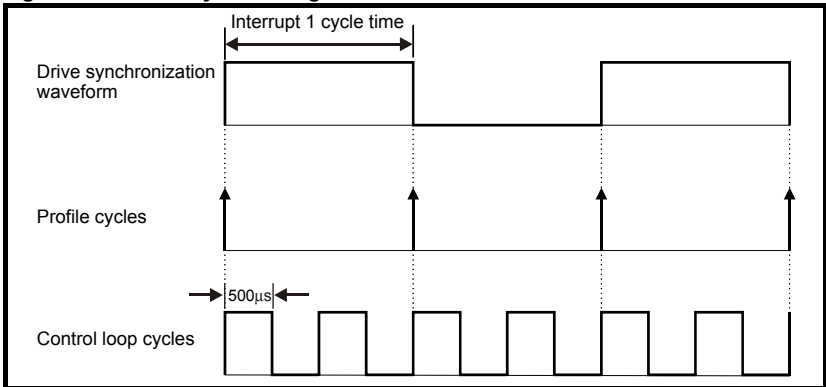 Interrupt 1 cycle time
Drive synchronization
waveform
Profile cycles
500μs
Control loop cycles